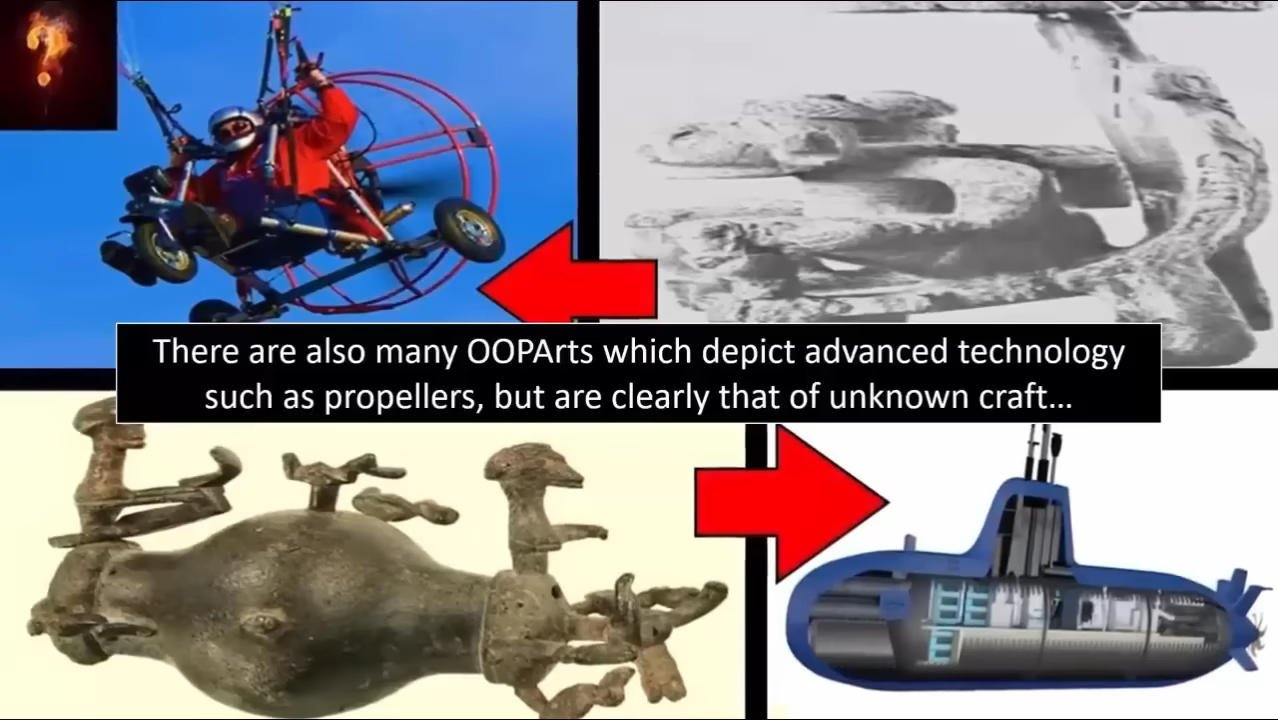 There are also many OOPArts which depict advanced technology
such as propellers, but are clearly that of unknown craft...